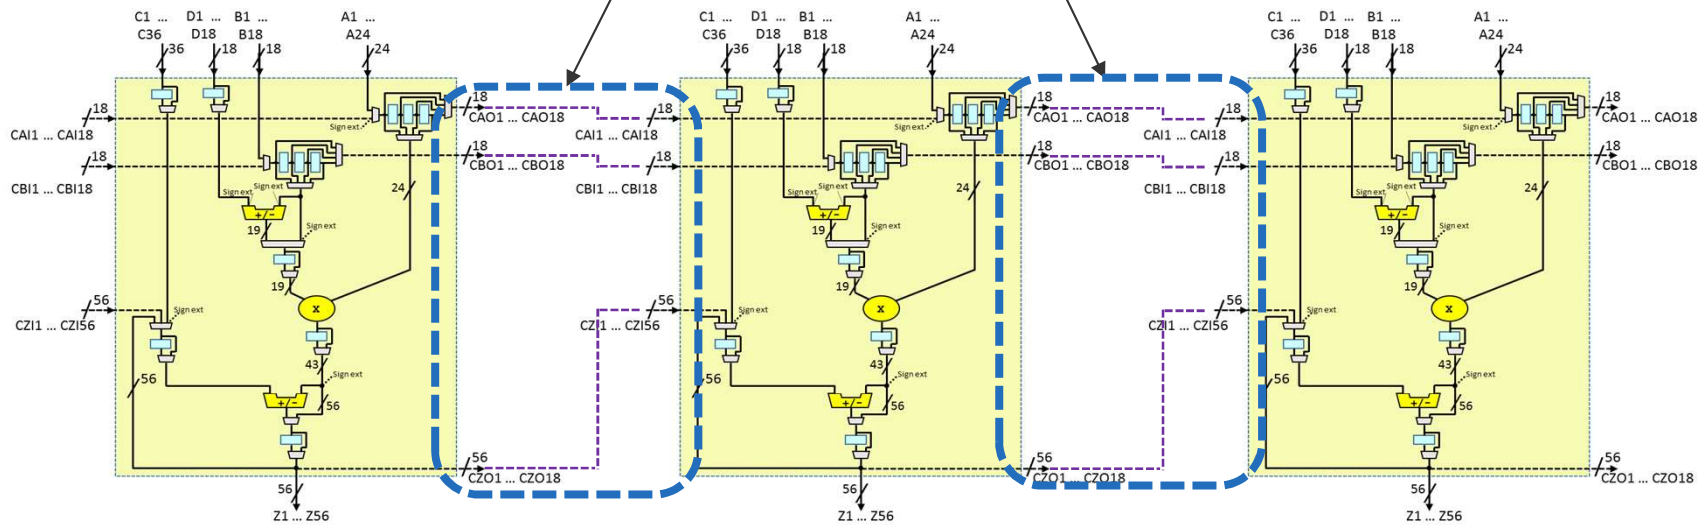 C1 ... D1 ... B1 ... A1 ...
C36 D18 B18 A24
36 18 18 24
18
CAI1 ... CAI18
Sign ext
18
CAO1 ... CAO18
18
CBI1 ... CBI18
18
CBO1 ... CBO18
Sign ext
Sign ext
24
+/-
19
Sign ext
19
x
56
CZI1 ... CZI56
Sign ext
43
Sign ext
56
+/-
56
56
CZO1 ... CZO18
56
Z1 ... Z56
C1 ... D1 ... B1 ... A1 ...
C36 D18 B18 A24
36 18 18 24
18
CAI1 ... CAI18
Sign ext
18
CAO1 ... CAO18
18
CBI1 ... CBI18
18
CBO1 ... CBO18
Sign ext
Sign ext
24
+/-
19
Sign ext
19
x
56
CZI1 ... CZI56
Sign ext
43
Sign ext
56
+/-
56
56
CZO1 ... CZO18
56
Z1 ... Z56
C1 ... D1 ... B1 ... A1 ...
C36 D18 B18 A24
36 18 18 24
18
CAI1 ... CAI18
Sign ext
18
CAO1 ... CAO18
18
CBI1 ... CBI18
18
CBO1 ... CBO18
Sign ext
Sign ext
24
+/-
19
Sign ext
19
x
56
CZI1 ... CZI56
Sign ext
43
Sign ext
56
+/-
56
56
CZO1 ... CZO18
56
Z1 ... Z56